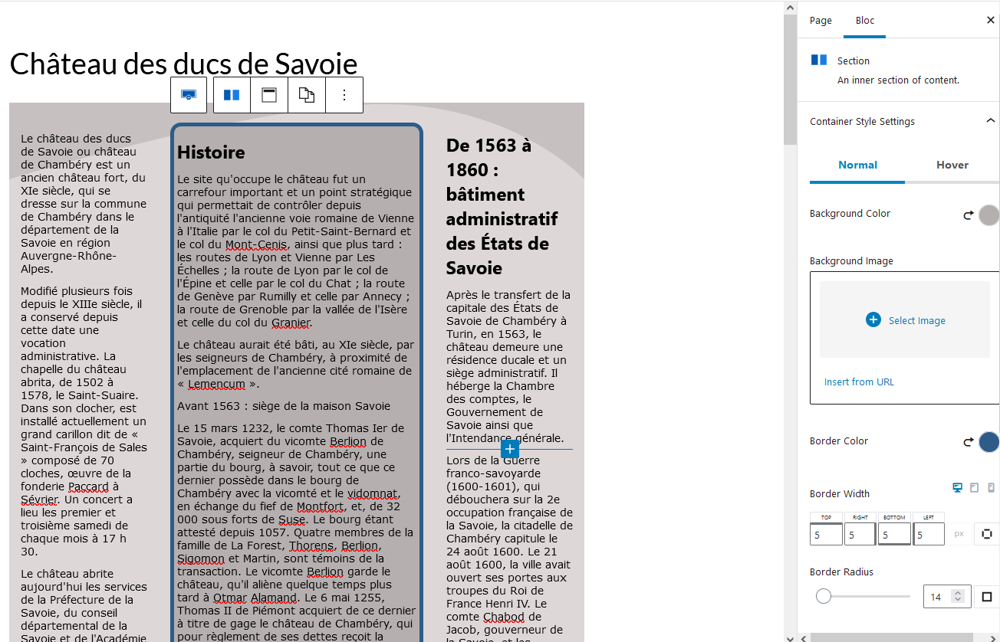 Château des ducs de Savoie
Le château des ducs
de Savoie ou château
de Chambéry est un
ancien château fort, du
XIe siècle, qui se
dresse sur la commune
de Chambéry dans le
département de la
Savoie en région
Auvergne-Rhône-
Alpes.
Modifié plusieurs fois
depuis le XIIIe siècle, il
a conservé depuis
cette date une
vocation
administrative. La
chapelle du château
abrita, de 1502 à
1578, le Saint-Suaire.
Dans son clocher, est
installé actuellement un
grand carillon dit de «
Saint-François de Sales
» composé de 70
cloches, œuvre de la
fonderie Paccard à
Sévrier. Un concert a
lieu les premier et
troisième samedi de
chaque mois à 17 h
30.
Le château abrite
aujourd'hui les services
de la Préfecture de la
Savoie, du conseil
départemental de la
Savoie et de l'Académie
Histoire
Le site qu'occupe le château fut un
carrefour important et un point stratégique
qui permettait de contrôler depuis
l'antiquité l'ancienne voie romaine de Vienne
à l'Italie par le col du Petit-Saint-Bernard et
le col du Mont-Cenis, ainsi que plus tard :
les routes de Lyon et Vienne par Les
Échelles ; la route de Lyon par le col de
l'Épine et celle par le col du Chat ; la route
de Genève par Rumilly et celle par Annecy ;
la route de Grenoble par la vallée de l'Isère
et celle du col du Granier.
Le château aurait été bâti, au XIe siècle, par
les seigneurs de Chambéry, à proximité de
l'emplacement de l'ancienne cité romaine de
« Lemencum ».
Avant 1563 : siège de la maison Savoie
Le 15 mars 1232, le comte Thomas Ier de
Savoie, acquiert du vicomte Berlion de
Chambéry, seigneur de Chambéry, une
partie du bourg, à savoir, tout ce que ce
dernier possède dans le bourg de
Chambéry avec la vicomté et le vidomnat,
en échange du fief de Montfort, et, de 32
000 sous forts de Suse. Le bourg étant
attesté depuis 1057. Quatre membres de la
famille de La Forest, Thorens, Berlion,
Sigomon et Martin, sont témoins de la
transaction. Le vicomte Berlion garde le
château, qu'il aliène quelque temps plus
tard à Otmar Alamand. Le 6 mai 1255,
Thomas II de Piémont acquiert de ce dernier
à titre de gage le château de Chambéry, qui
pour règlement de ses dettes reçoit la
De 1563 à
1860 :
bâtiment
administratif
des États de
Savoie
Après le transfert de la
capitale des États de
Savoie de Chambéry à
Turin, en 1563, le
château demeure une
résidence ducale et un
siège administratif. Il
héberge la Chambre
des comptes, le
Gouvernement de
Savoie ainsi que
l'Intendance générale.
Lors de la Guerre
franco-savoyarde
(1600-1601), qui
débouchera sur la 2e
occupation française de
la Savoie, la citadelle de
Chambéry capitule le
24 août 1600. Le 21
août 1600, la ville avait
ouvert ses portes aux
troupes du Roi de
France Henri IV. Le
comte Chabod de
Jacob, gouverneur de
la Savoie, et les
Page Bloc
Section
An inner section of content.
Container Style Settings
Normal Hover
Background Color
Background Image
Select Image
Insert from URL
Border Color
Border Width
TOP RIGHT BOTTOM LEFT
5 5 5 5 px
Border Radius
14